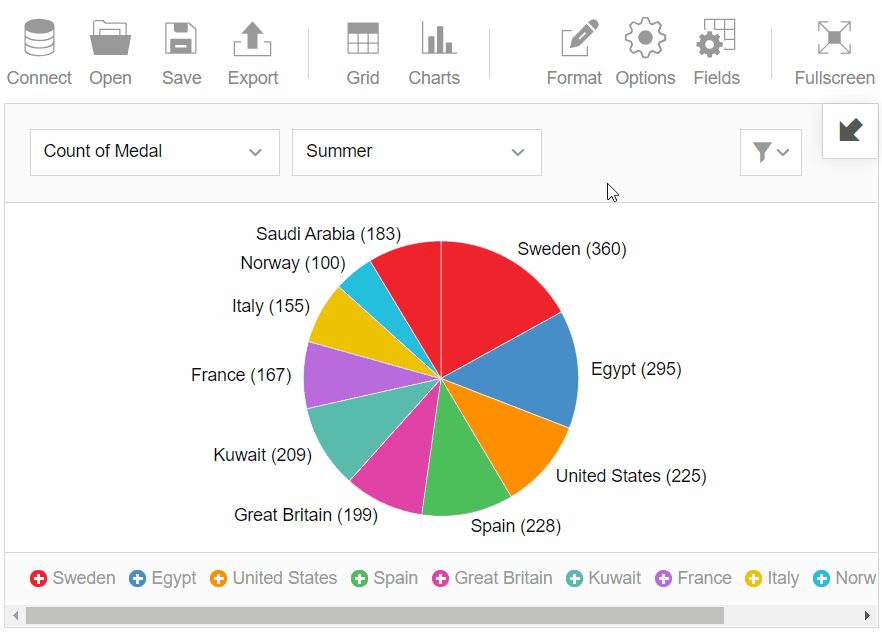 Connect Open Save Export Grid Charts Format Options Fields Fullscreen
Count of Medal Summer
Saudi Arabia (183)
Sweden (360)
Norway (100)
Italy (155)
Egypt (295)
France (167)
Kuwait (209)
United States (225)
Great Britain (199)
Spain (228)
Sweden Egypt United States Spain Great Britain Kuwait France Italy Norw